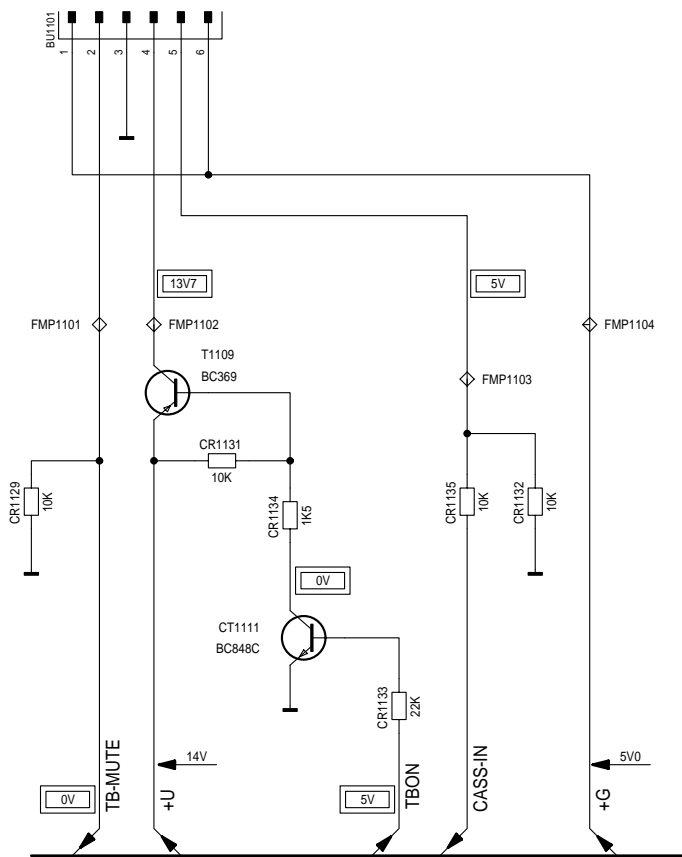 BU1101
1
2
3
4
5
6
13V7
5V
FMP1101
FMP1102
FMP1104
T1109
BC369
FMP1103
CR1131
10K
CR1129
10K
CR1134
1K5
CR1135
10K
CR1132
10K
0V
CT1111
BC848C
CR1133
22K
TB-MUTE
14V
+U
TBON
CASS-IN
5V0
+G
0V
5V